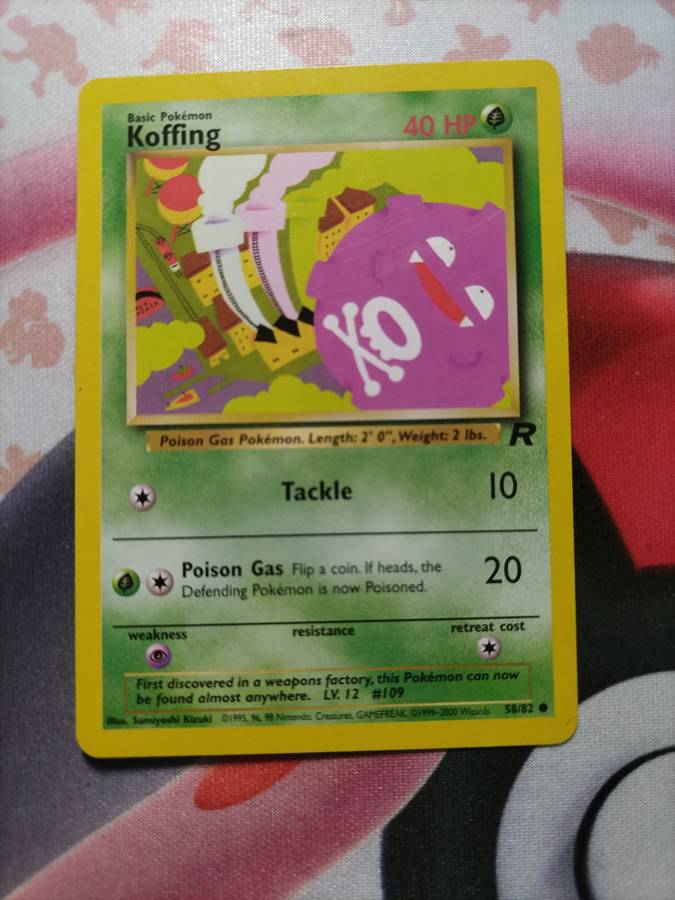 Basic Pokémon
Koffing 40 HP
Poison Gas Pokémon. Length: 2' 0", Weight: 2 lbs.
R
Tackle 10
Poison Gas Flip a coin. If heads, the 20
Defending Pokémon is now Poisoned.
weakness resistance retreat cost
First discovered in a weapons factory, this Pokémon can now
be found almost anywhere. LV. 12 #109
Illus. Sumiyoshi Kizuki ©1995, 96, 98 Nintendo, Creatures, GAMEFREAK. ©1999-2000 Wizards. 58/82